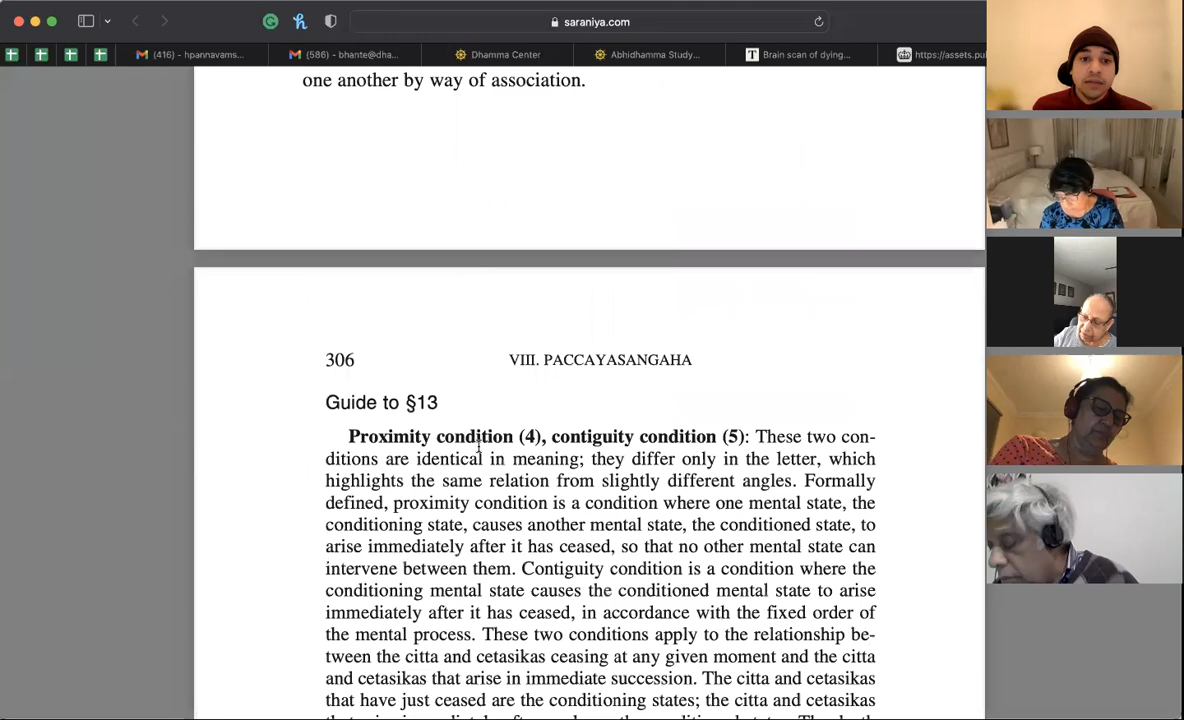 saraniya.com
(416) - hpannavams...
(586) - bhante@dha...
Dhamma Center
Abhidhamma Study...
Brain scan of dying...
https://assets.pu
one another by way of association.
306
VIII. PACCAYASANGAHA
Guide to §13
Proximity condition (4), contiguity condition (5): These two con-
ditions are identical in meaning; they differ only in the letter, which
highlights the same relation from slightly different angles. Formally
defined, proximity condition is a condition where one mental state, the
conditioning state, causes another mental state, the conditioned state, to
arise immediately after it has ceased, so that no other mental state can
intervene between them. Contiguity condition is a condition where the
conditioning mental state causes the conditioned mental state to arise
immediately after it has ceased, in accordance with the fixed order of
the mental process. These two conditions apply to the relationship be-
tween the citta and cetasikas ceasing at any given moment and the citta
and cetasikas that arise in immediate succession. The citta and cetasikas
that have just ceased are the conditioning states; the citta and cetasikas